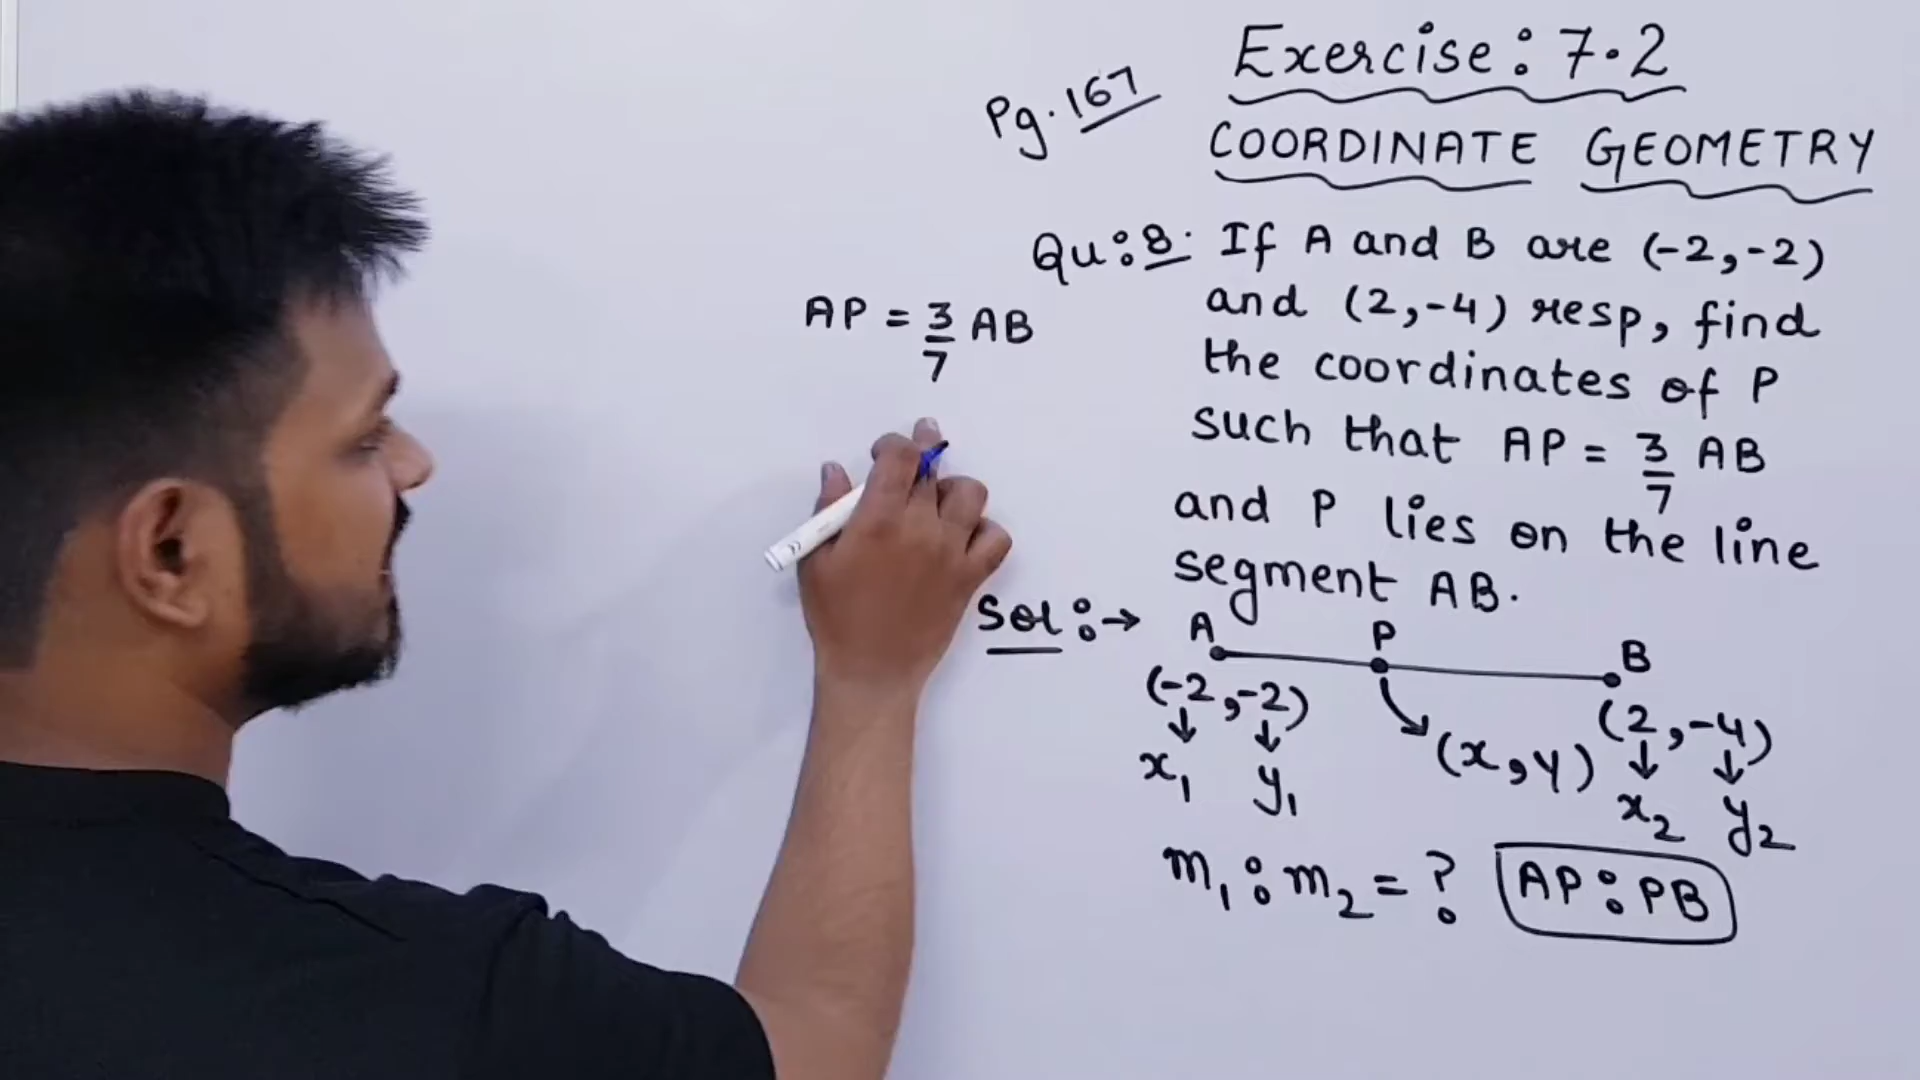 Exercise: 7.2
Pg. 167
COORDINATE GEOMETRY
Qu:8. If A and B are (-2,-2)
and (2,-4) resp, find
the coordinates of P
such that AP = 3/7 AB
and P lies on the line
segment AB.
AP = 3/7 AB
Sol:→
A P B
(-2,-2) (2,-4)
↓ ↓ (x,y) ↓ ↓
x₁ y₁ x₂ y₂
m₁:m₂ = ? AP:PB